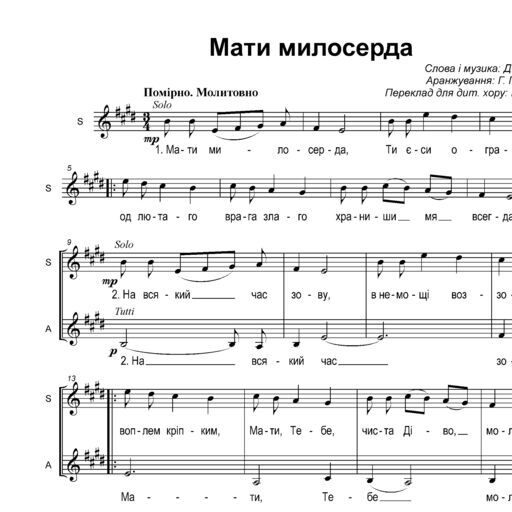 Мати милосерда
Слова і музика: Д
Аранжування: Г. Г
Переклад для дит. хору:
Помірно. Молитовно
Solo
S
3
4
mp
1. Ма- ти ми - ло- сер- да, Ти є- си о - гра-
5
S
од лю- та - го вра- га зла - го хра- ни- ши мя всег- да
9
Solo
S
mp
2. На вся- кий час зо - ву, в не- мо- щі воз - зо
Tutti
A
p
2. На вся- кий час зо-
13
S
воп- лем кріп- ким, Ма- ти, Те- бе, чис- та Ді- во, мо- л
A
Ма - - - ти, Те - бе мол